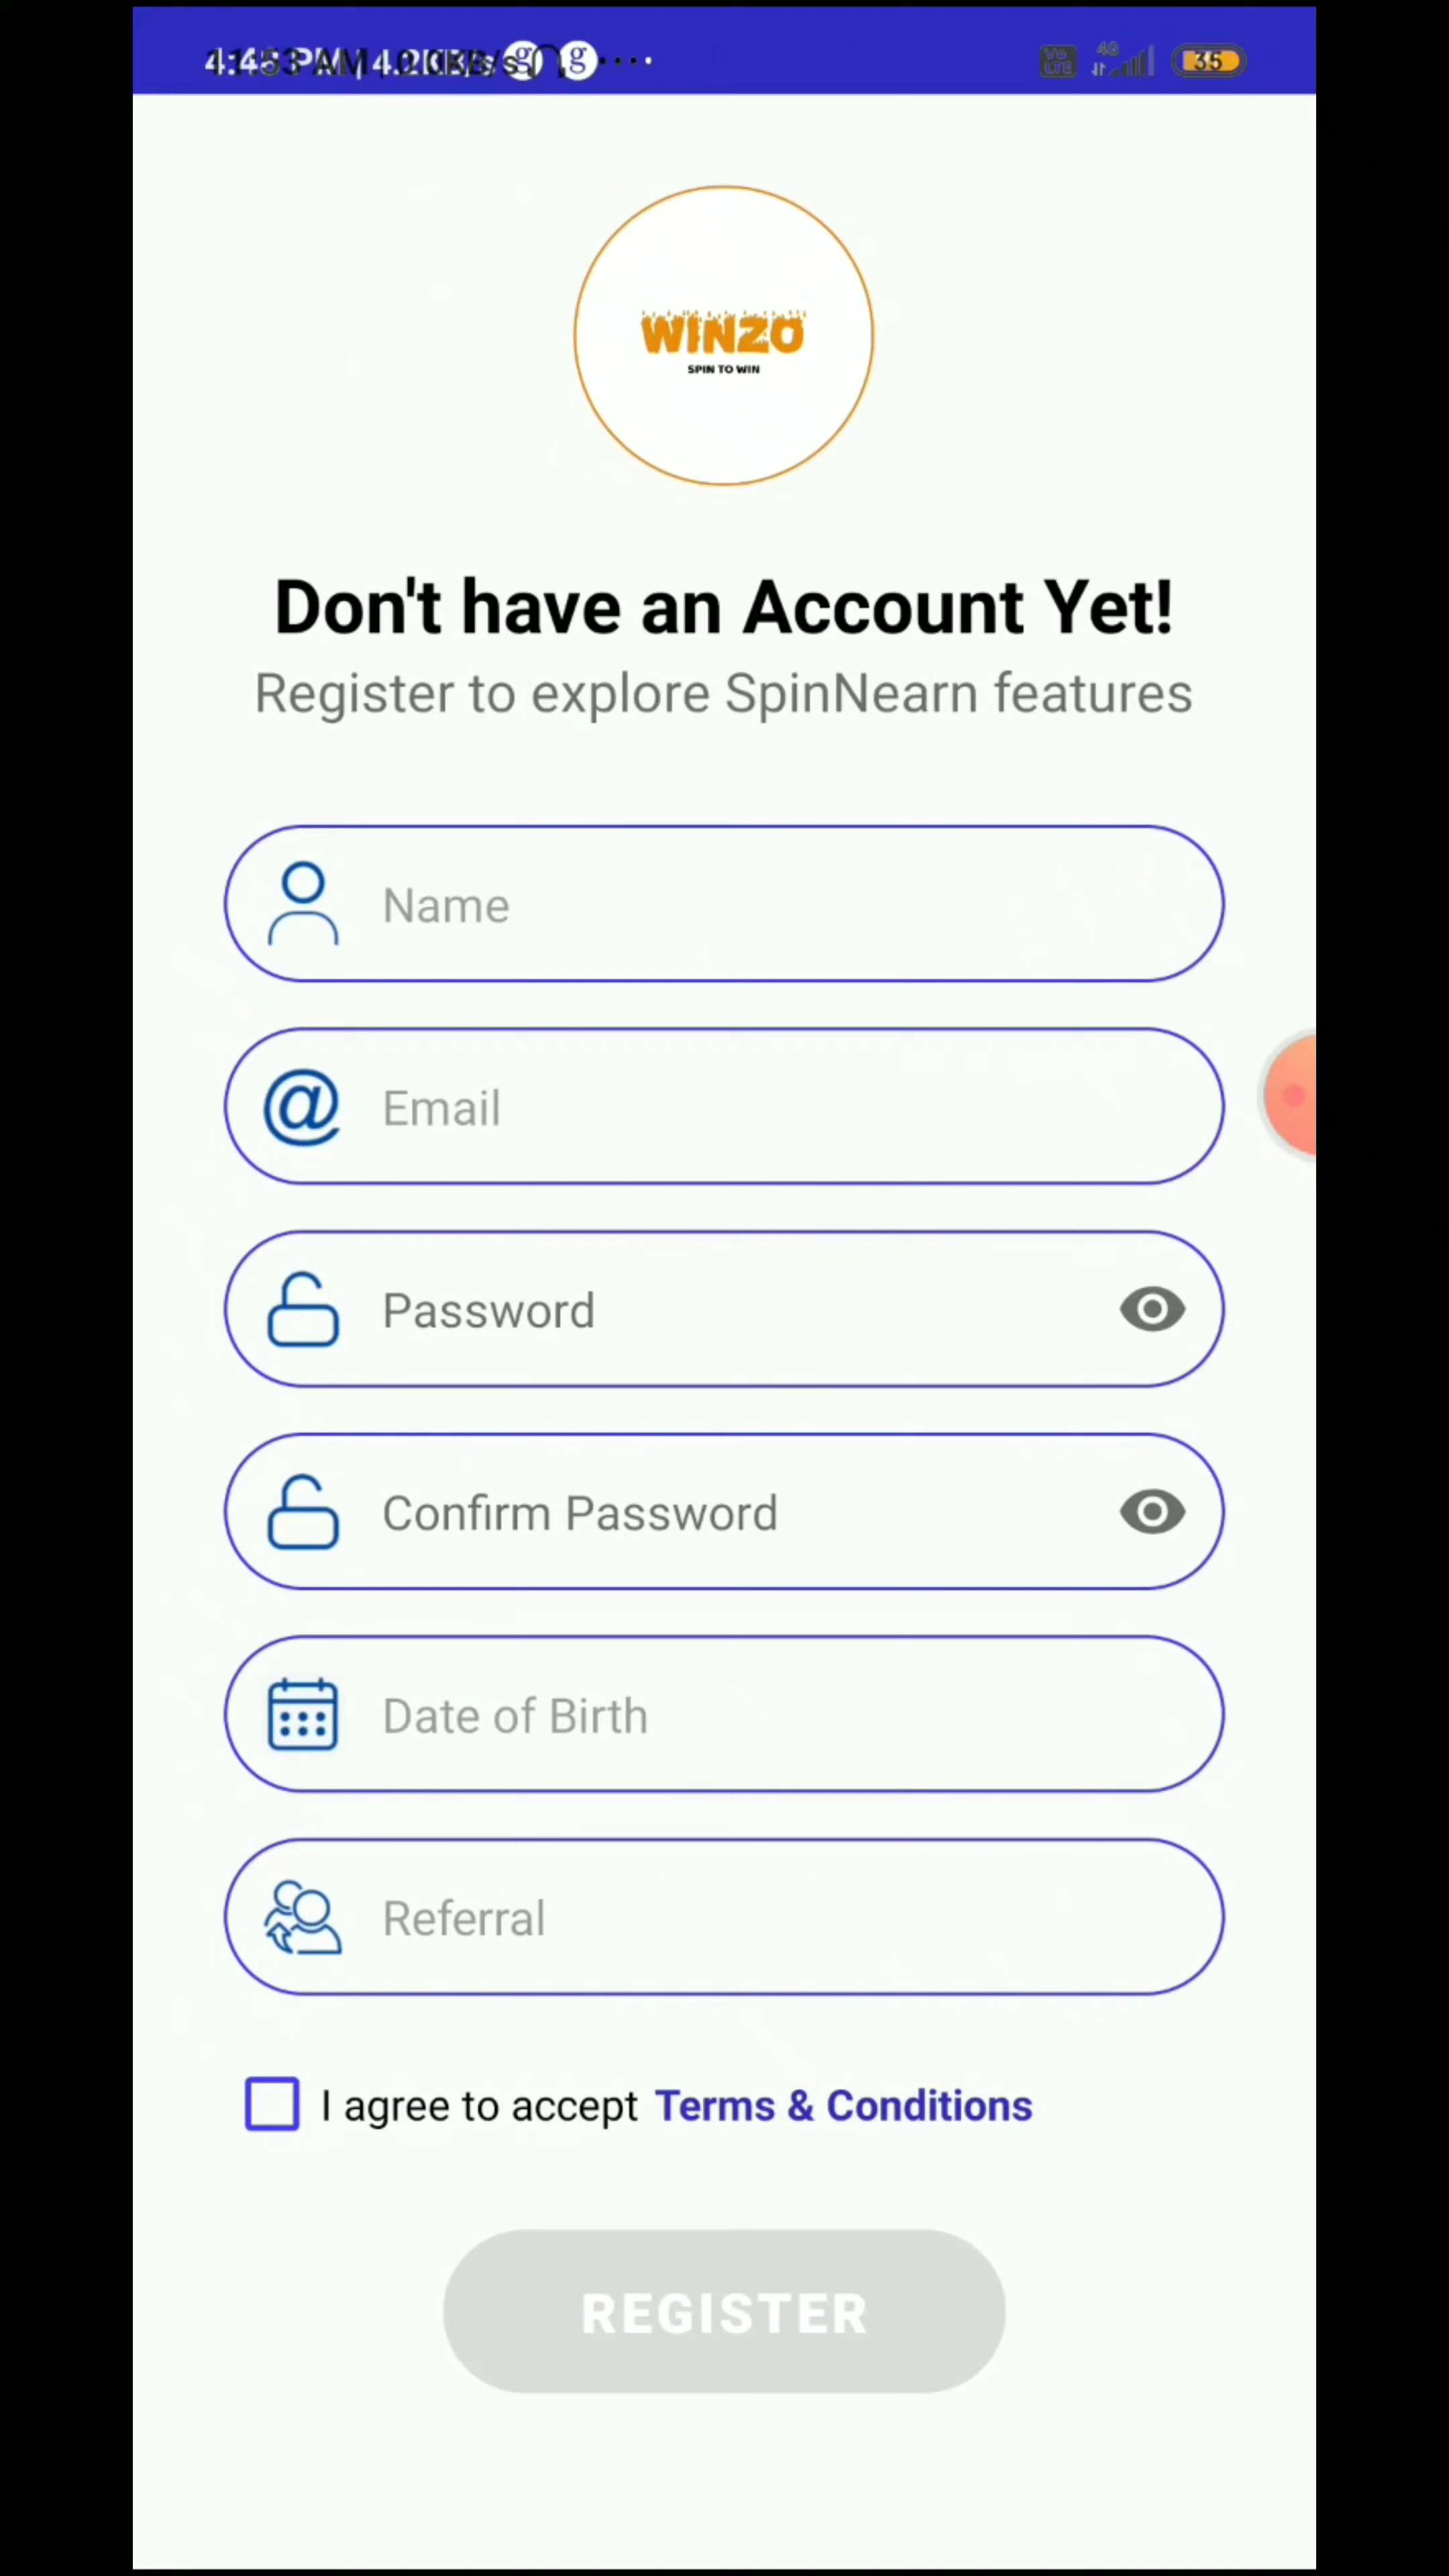 35
WINZO
SPIN TO WIN
Don't have an Account Yet!
Register to explore SpinNearn features
Name
Email
Password
Confirm Password
Date of Birth
Referral
I agree to accept Terms & Conditions
REGISTER